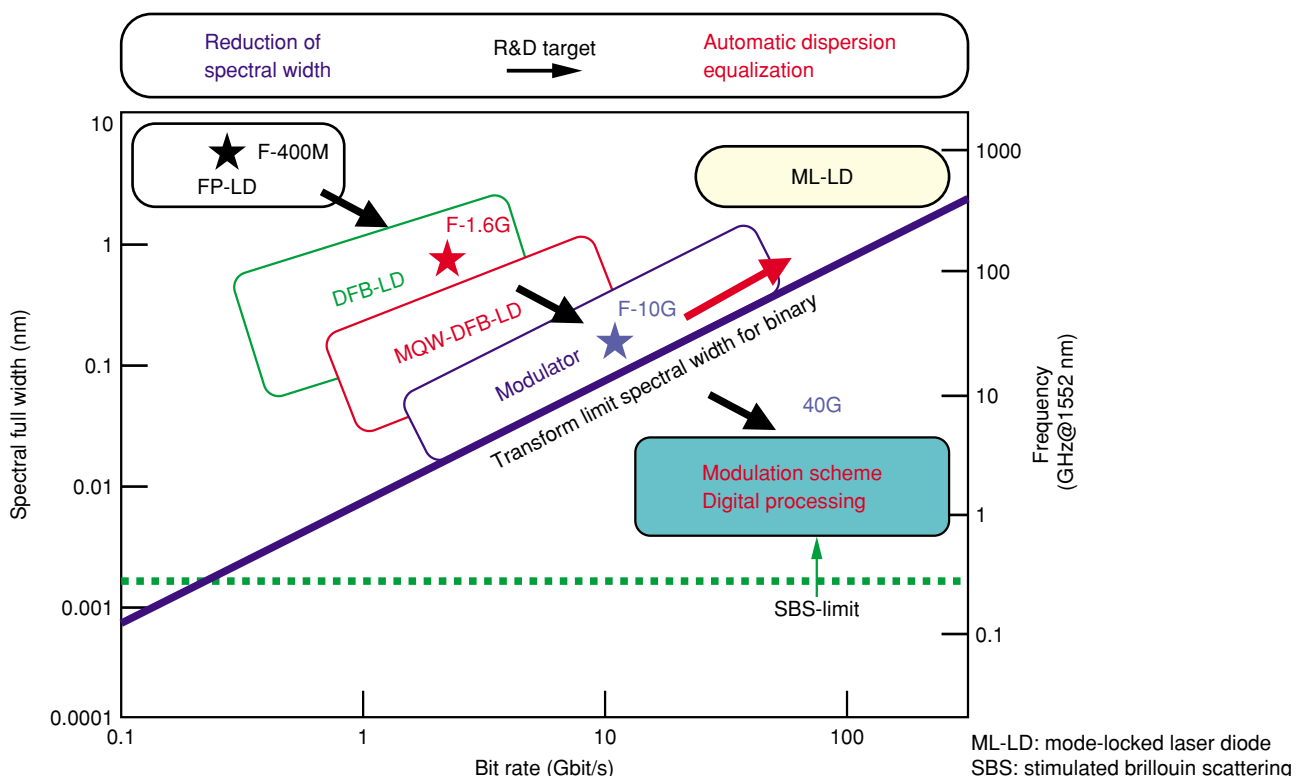 Reduction of
spectral width
R&D target
Automatic dispersion
equalization
10
1
0.1
0.01
0.001
0.0001
Spectral full width (nm)
F-400M
FP-LD
F-1.6G
DFB-LD
MQW-DFB-LD
F-10G
Modulator
Transform limit spectral width for binary
ML-LD
40G
Modulation scheme
Digital processing
SBS-limit
1000
100
10
1
0.1
Frequency
(GHz@1552 nm)
0.1
1
10
100
Bit rate (Gbit/s)
ML-LD: mode-locked laser diode
SBS: stimulated brillouin scattering